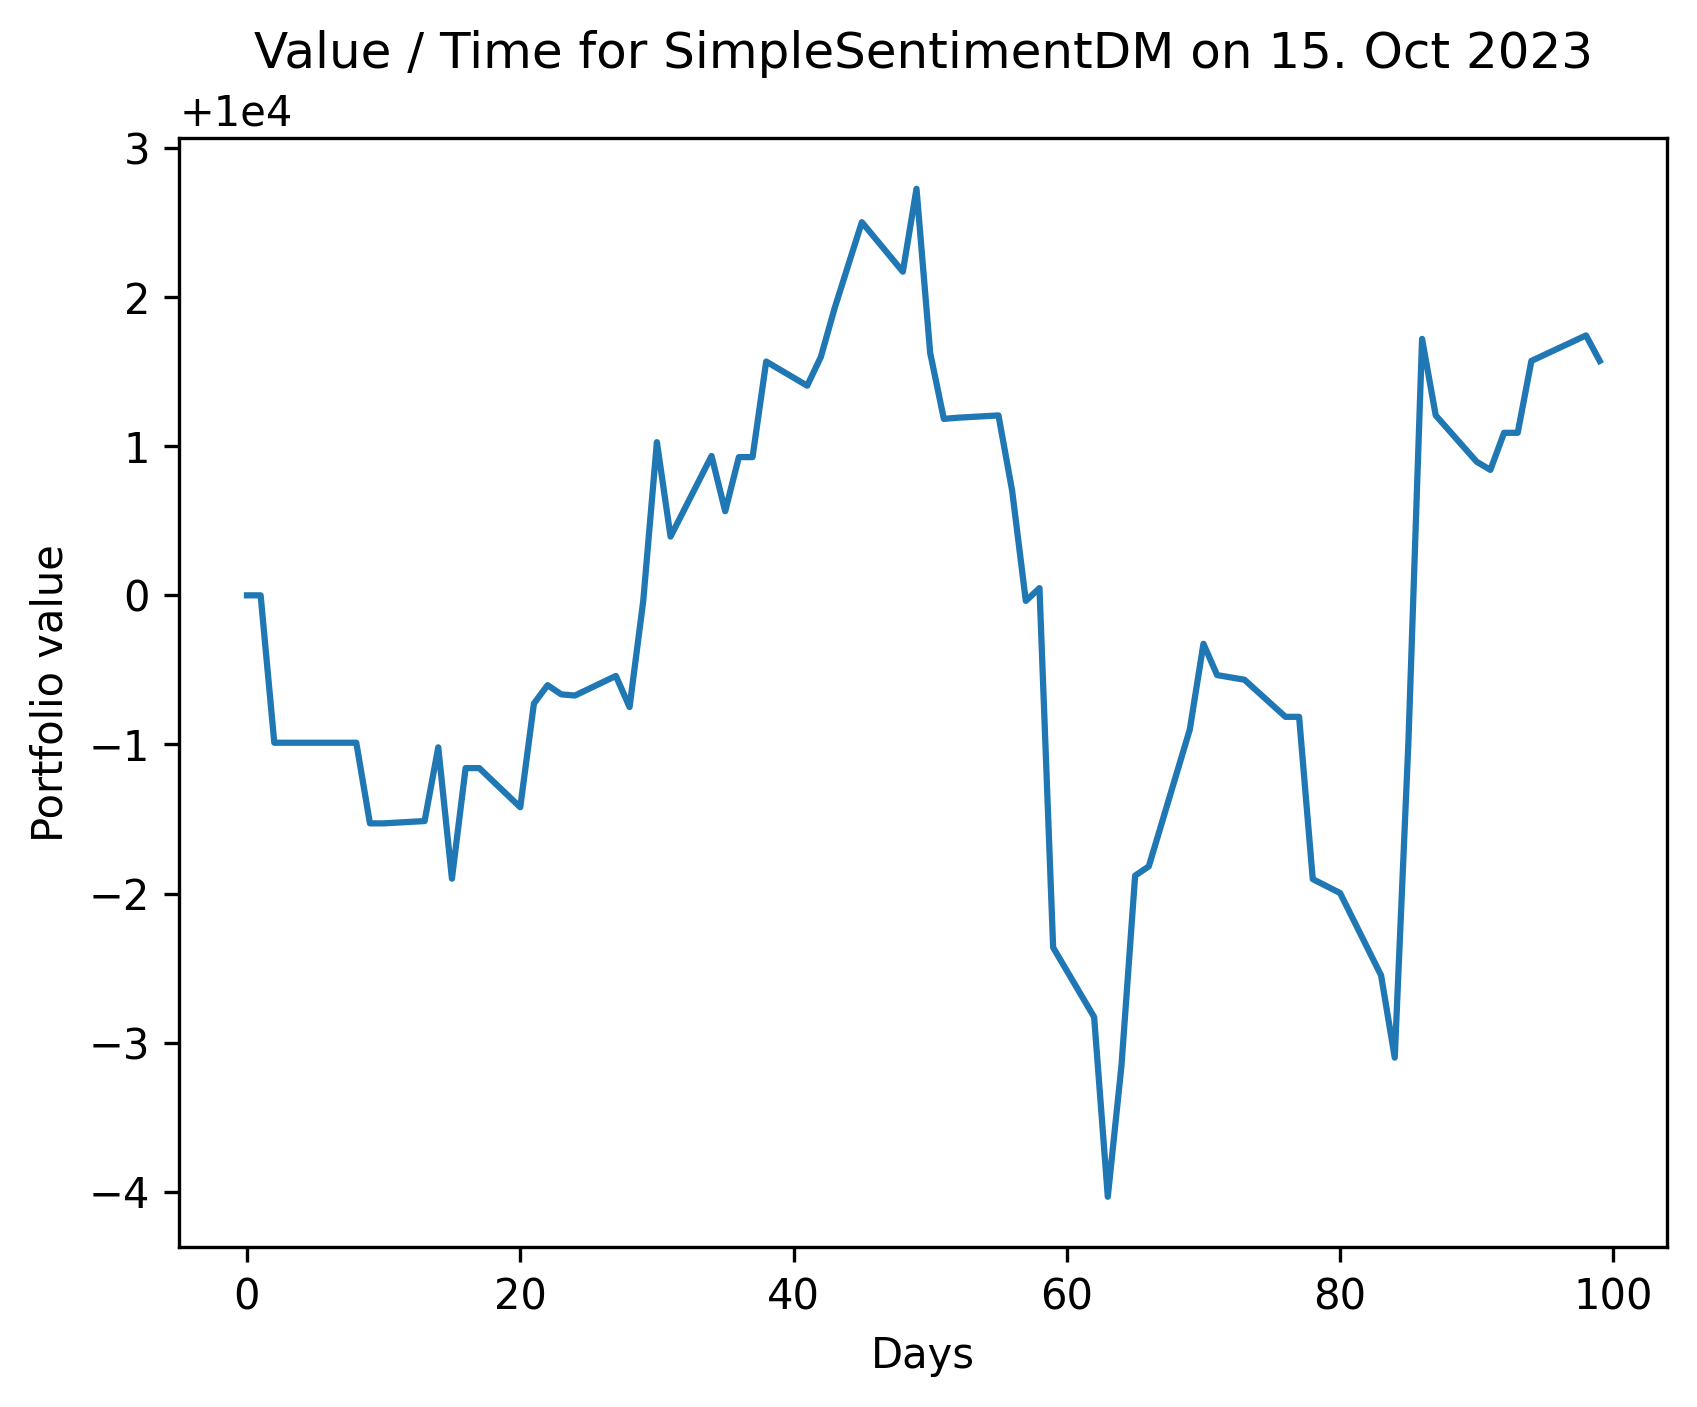 Value / Time for SimpleSentimentDM on 15. Oct 2023
+1e4
3
2
1
0
−1
−2
−3
−4
Portfolio value
0 20 40 60 80 100
Days